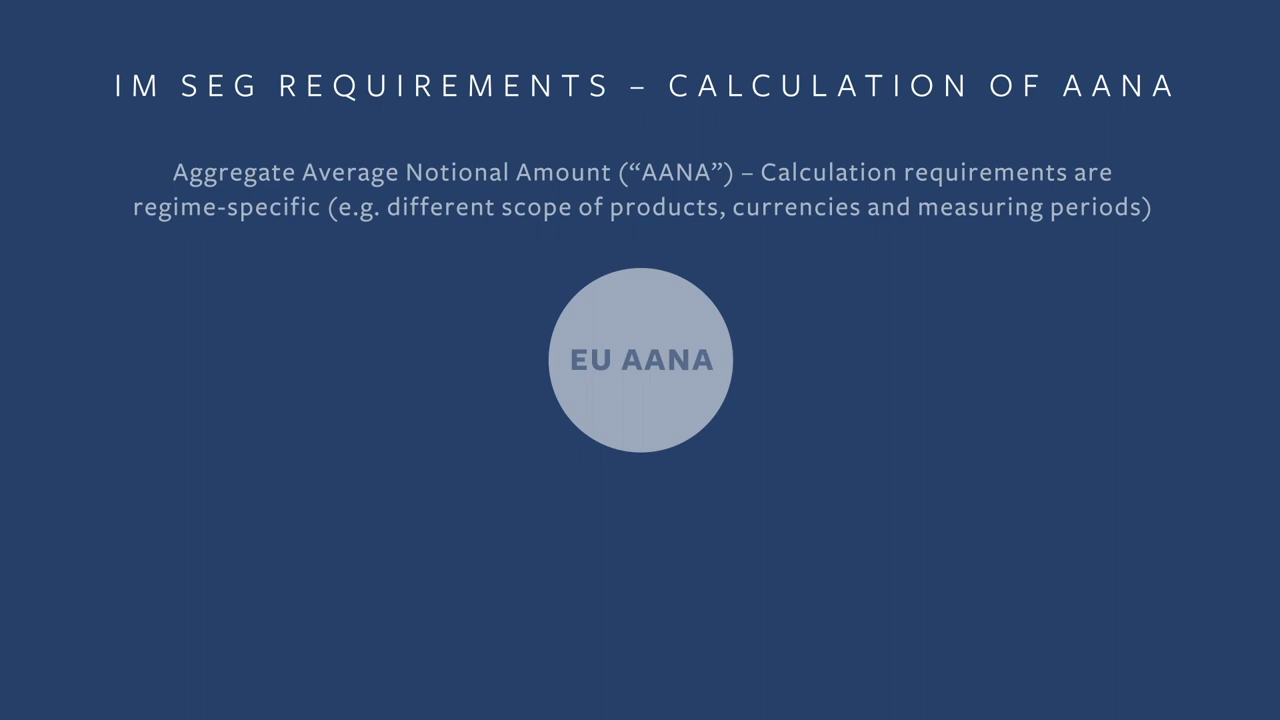 IM SEG REQUIREMENTS – CALCULATION OF AANA
Aggregate Average Notional Amount (“AANA”) – Calculation requirements are
regime-specific (e.g. different scope of products, currencies and measuring periods)
EU AANA